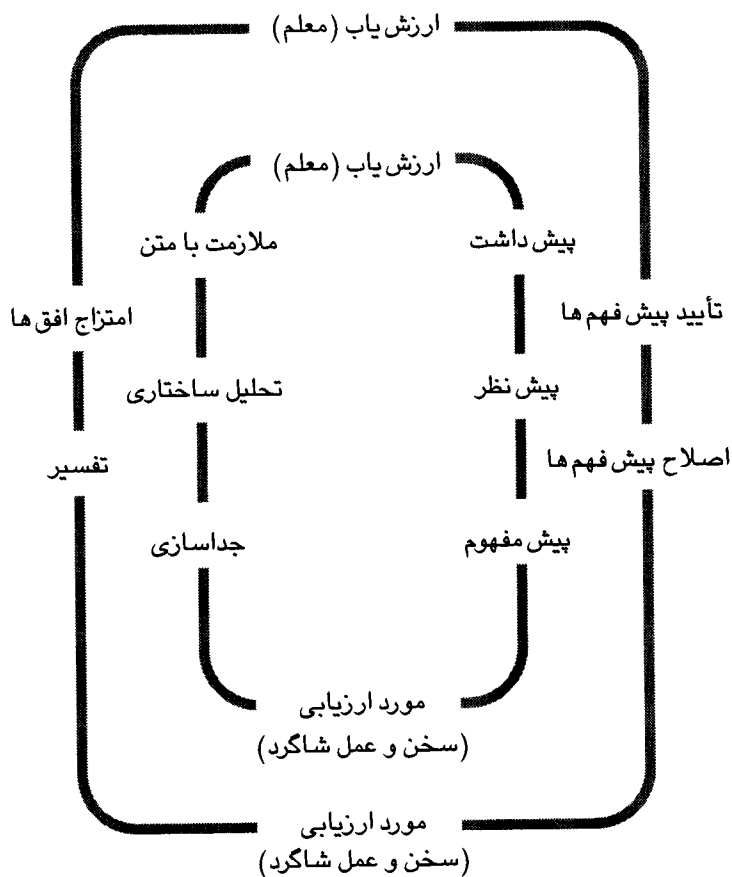 ارزش یاب (معلم)
ارزش یاب (معلم)
پیش داشت
ملازمت با متن
تأیید پیش فهم ها
امتزاج افق ها
پیش نظر
تحلیل ساختاری
اصلاح پیش فهم ها
تفسیر
پیش مفهوم
جداسازی
مورد ارزیابی
(سخن و عمل شاگرد)
مورد ارزیابی
(سخن و عمل شاگرد)